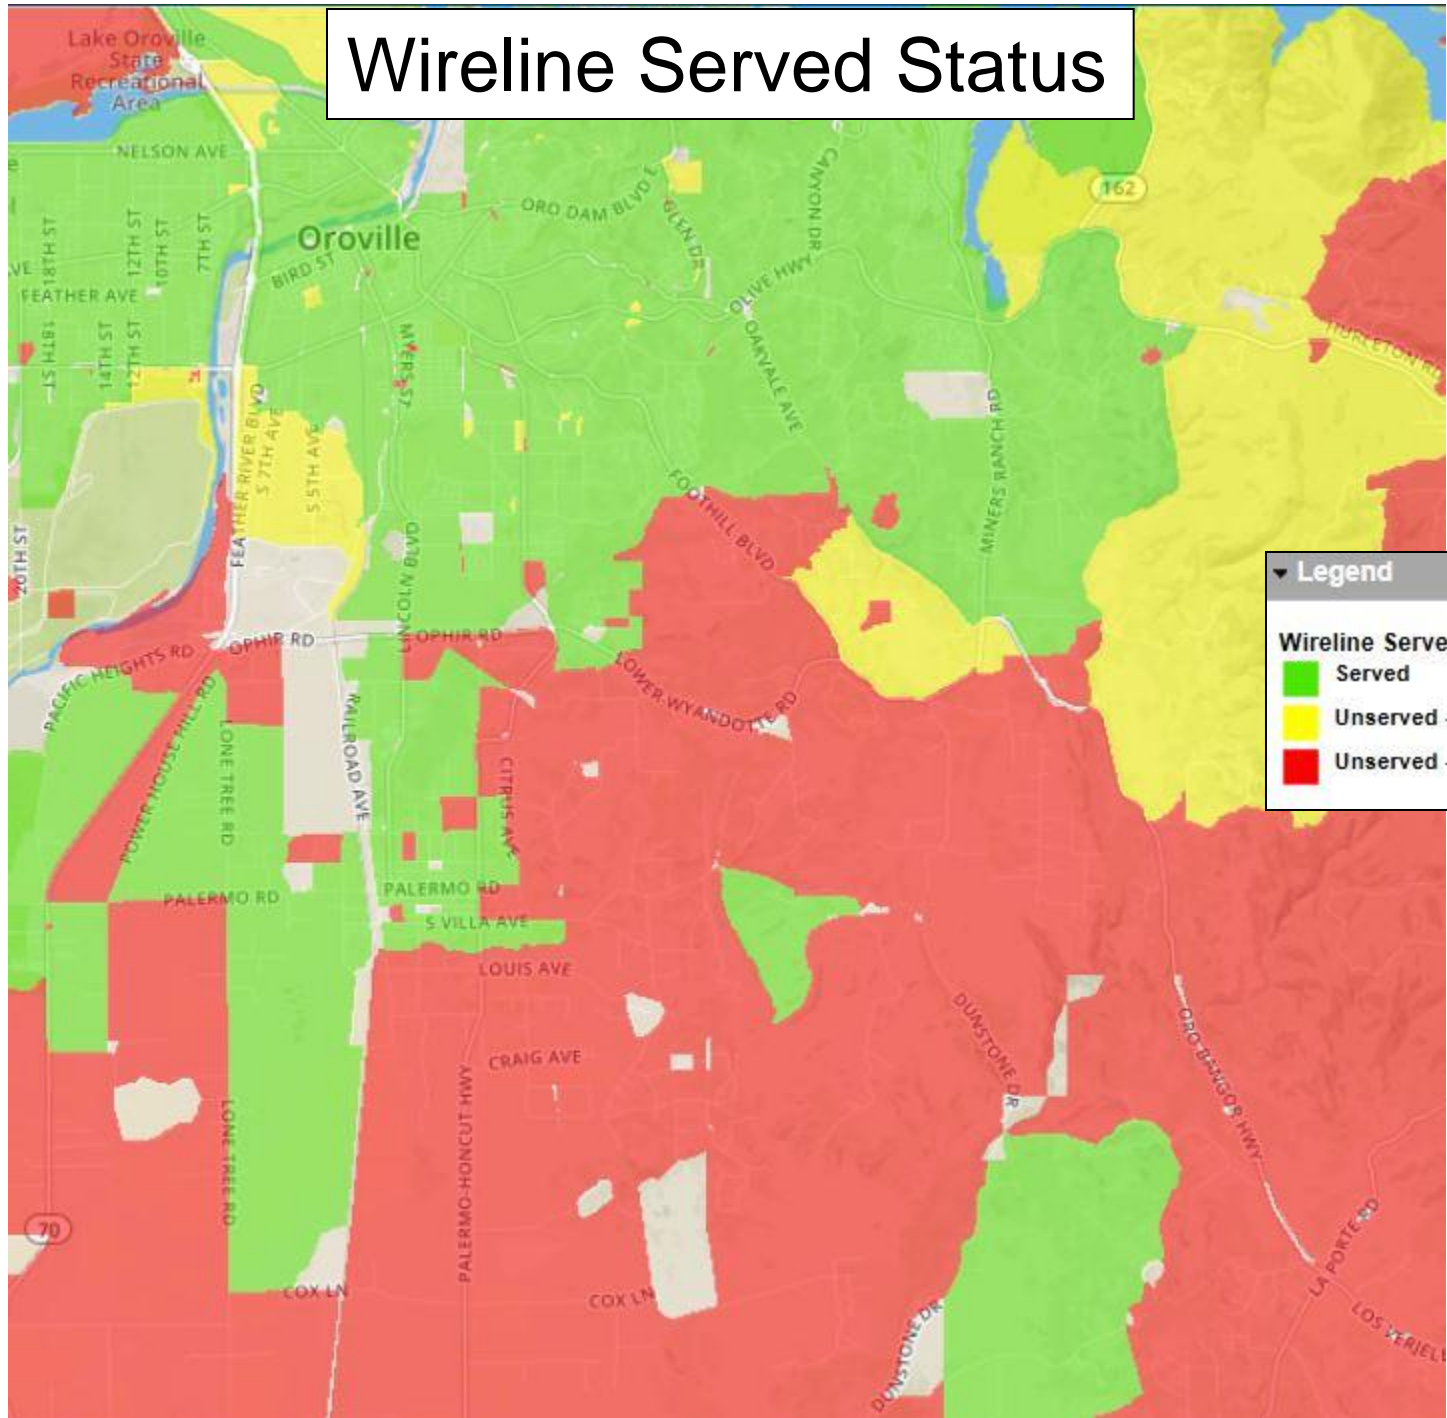 Wireline Served Status
Lake Oroville
State
Recreational
Area
NELSON AVE
162
ORO DAM BLVD E
CANYON DR
GLEN DR
18TH ST
12TH ST
10TH ST
7TH ST
Oroville
BIRD ST
OLIVE HWY
FEATHER AVE
18TH ST
14TH ST
12TH ST
MYERS ST
OAKVALE AVE
HURLETON RD
FEATHER RIVER BLVD
S 7TH AVE
S 5TH AVE
MINERS RANCH RD
FOOTHILL BLVD
20TH ST
LINCOLN BLVD
Legend
Wireline Serve
Served
Unserved -
Unserved -
OPHIR RD
OPHIR RD
PACIFIC HEIGHTS RD
LOWER WYANDOTTE RD
POWER HOUSE HILL RD
LONE TREE RD
RAILROAD AVE
CITRUS AVE
PALERMO RD
PALERMO RD
S VILLA AVE
LOUIS AVE
DUNSTONE DR
ORO BANGOR HWY
CRAIG AVE
PALERMO-HONCUT HWY
LONE TREE RD
70
LA PORTE RD
COX LN
COX LN
DUNSTONE DR
LOS VERJELL